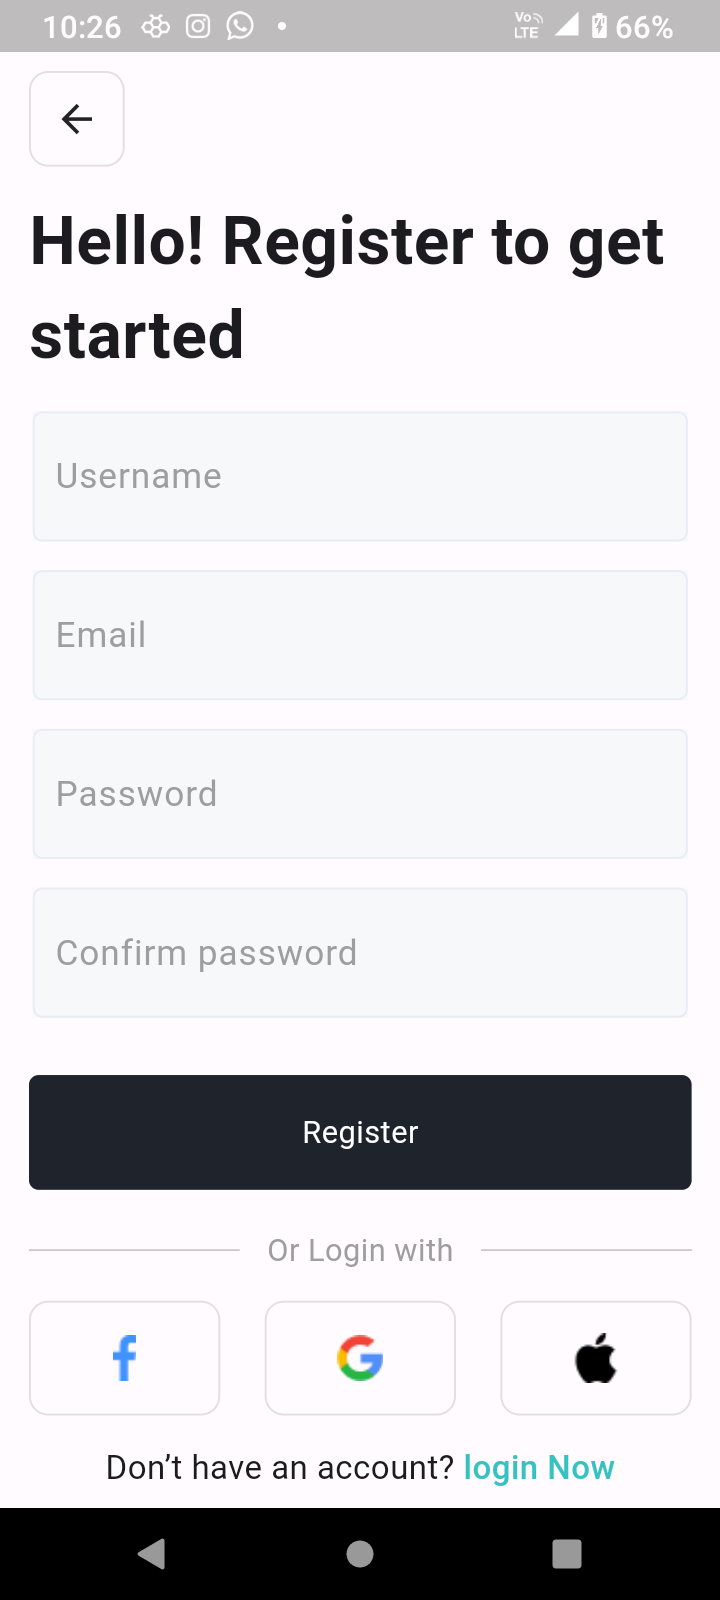 10:26 Vo LTE 66%
Hello! Register to get
started
Username
Email
Password
Confirm password
Register
Or Login with
Don’t have an account? login Now